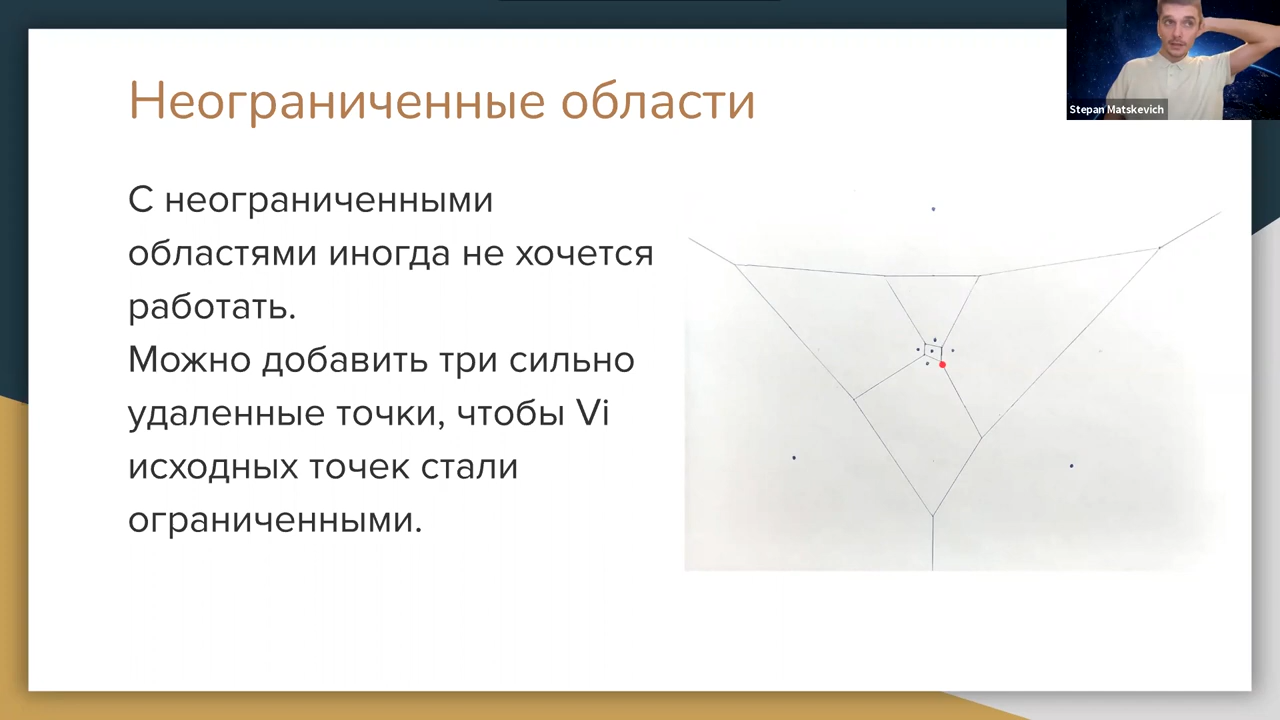 Неограниченные области
Stepan Matskevich
С неограниченными
областями иногда не хочется
работать.
Можно добавить три сильно
удаленные точки, чтобы Vi
исходных точек стали
ограниченными.